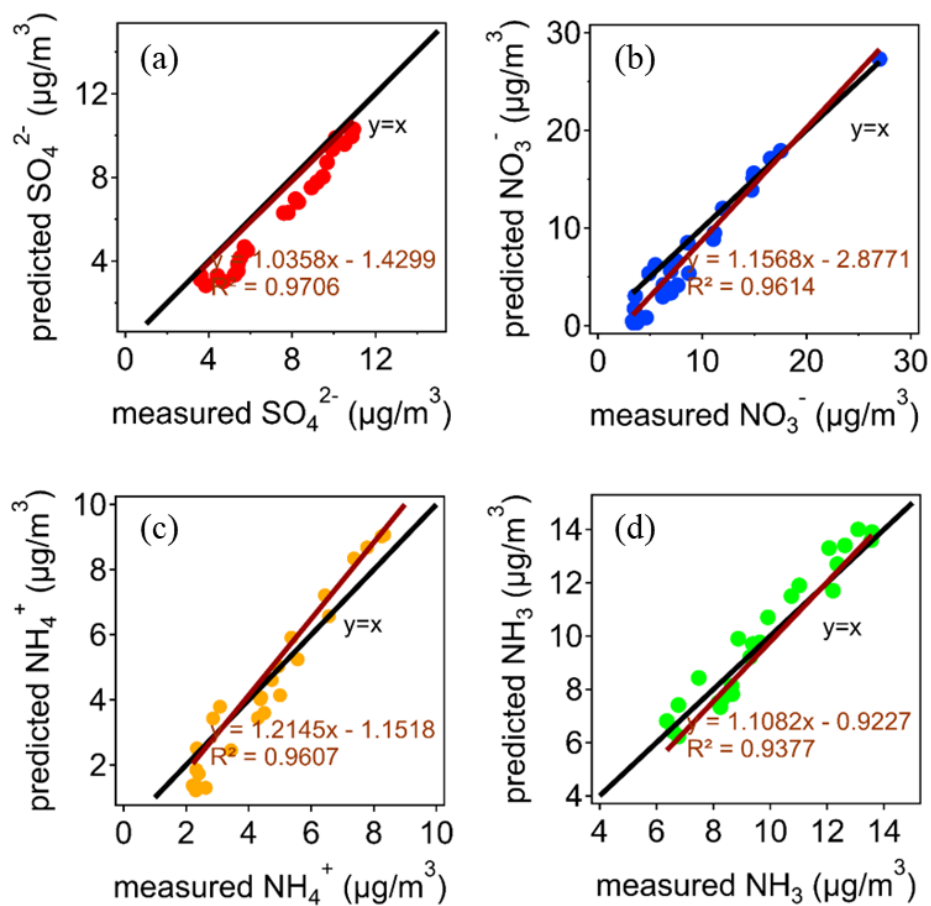 (a)
predicted SO₄²⁻ (µg/m³)
12
8
4
y=x
y = 1.0358x - 1.4299
R² = 0.9706
0 4 8 12
measured SO₄²⁻ (µg/m³)
(b)
predicted NO₃⁻ (µg/m³)
30
20
10
0
y=x
y = 1.1568x - 2.8771
R² = 0.9614
0 10 20 30
measured NO₃⁻ (µg/m³)
(c)
predicted NH₄⁺ (µg/m³)
10
8
6
4
2
y=x
y = 1.2145x - 1.1518
R² = 0.9607
0 2 4 6 8 10
measured NH₄⁺ (µg/m³)
(d)
predicted NH₃ (µg/m³)
14
12
10
8
6
4
y=x
y = 1.1082x - 0.9227
R² = 0.9377
4 6 8 10 12 14
measured NH₃ (µg/m³)